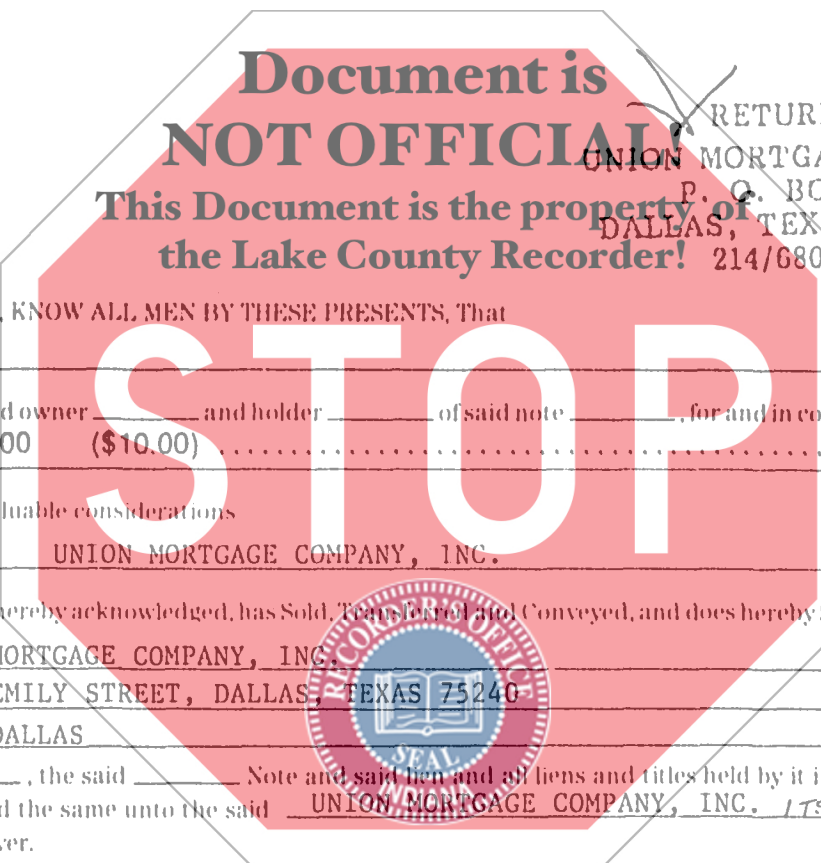 Document is
NOT OFFICIAL!
This Document is the property of
the Lake County Recorder!
RETUR
UNION MORTGA
P. O. BO
DALLAS, TEX
214/680
, KNOW ALL MEN BY THESE PRESENTS, That
STOP
d owner ________ and holder ________ of said note ________, for and in co
00 ($10.00) ........................................
luable considerations
UNION MORTGAGE COMPANY, INC.
hereby acknowledged, has Sold, Transferred and Conveyed, and does hereby
MORTGAGE COMPANY, INC.
EMILY STREET, DALLAS, TEXAS 75240
DALLAS
RECORDER'S OFFICE
SEAL
INDIANA
, the said ________ Note and said lien and all liens and titles held by it i
d the same unto the said UNION MORTGAGE COMPANY, INC. ITS
ver.